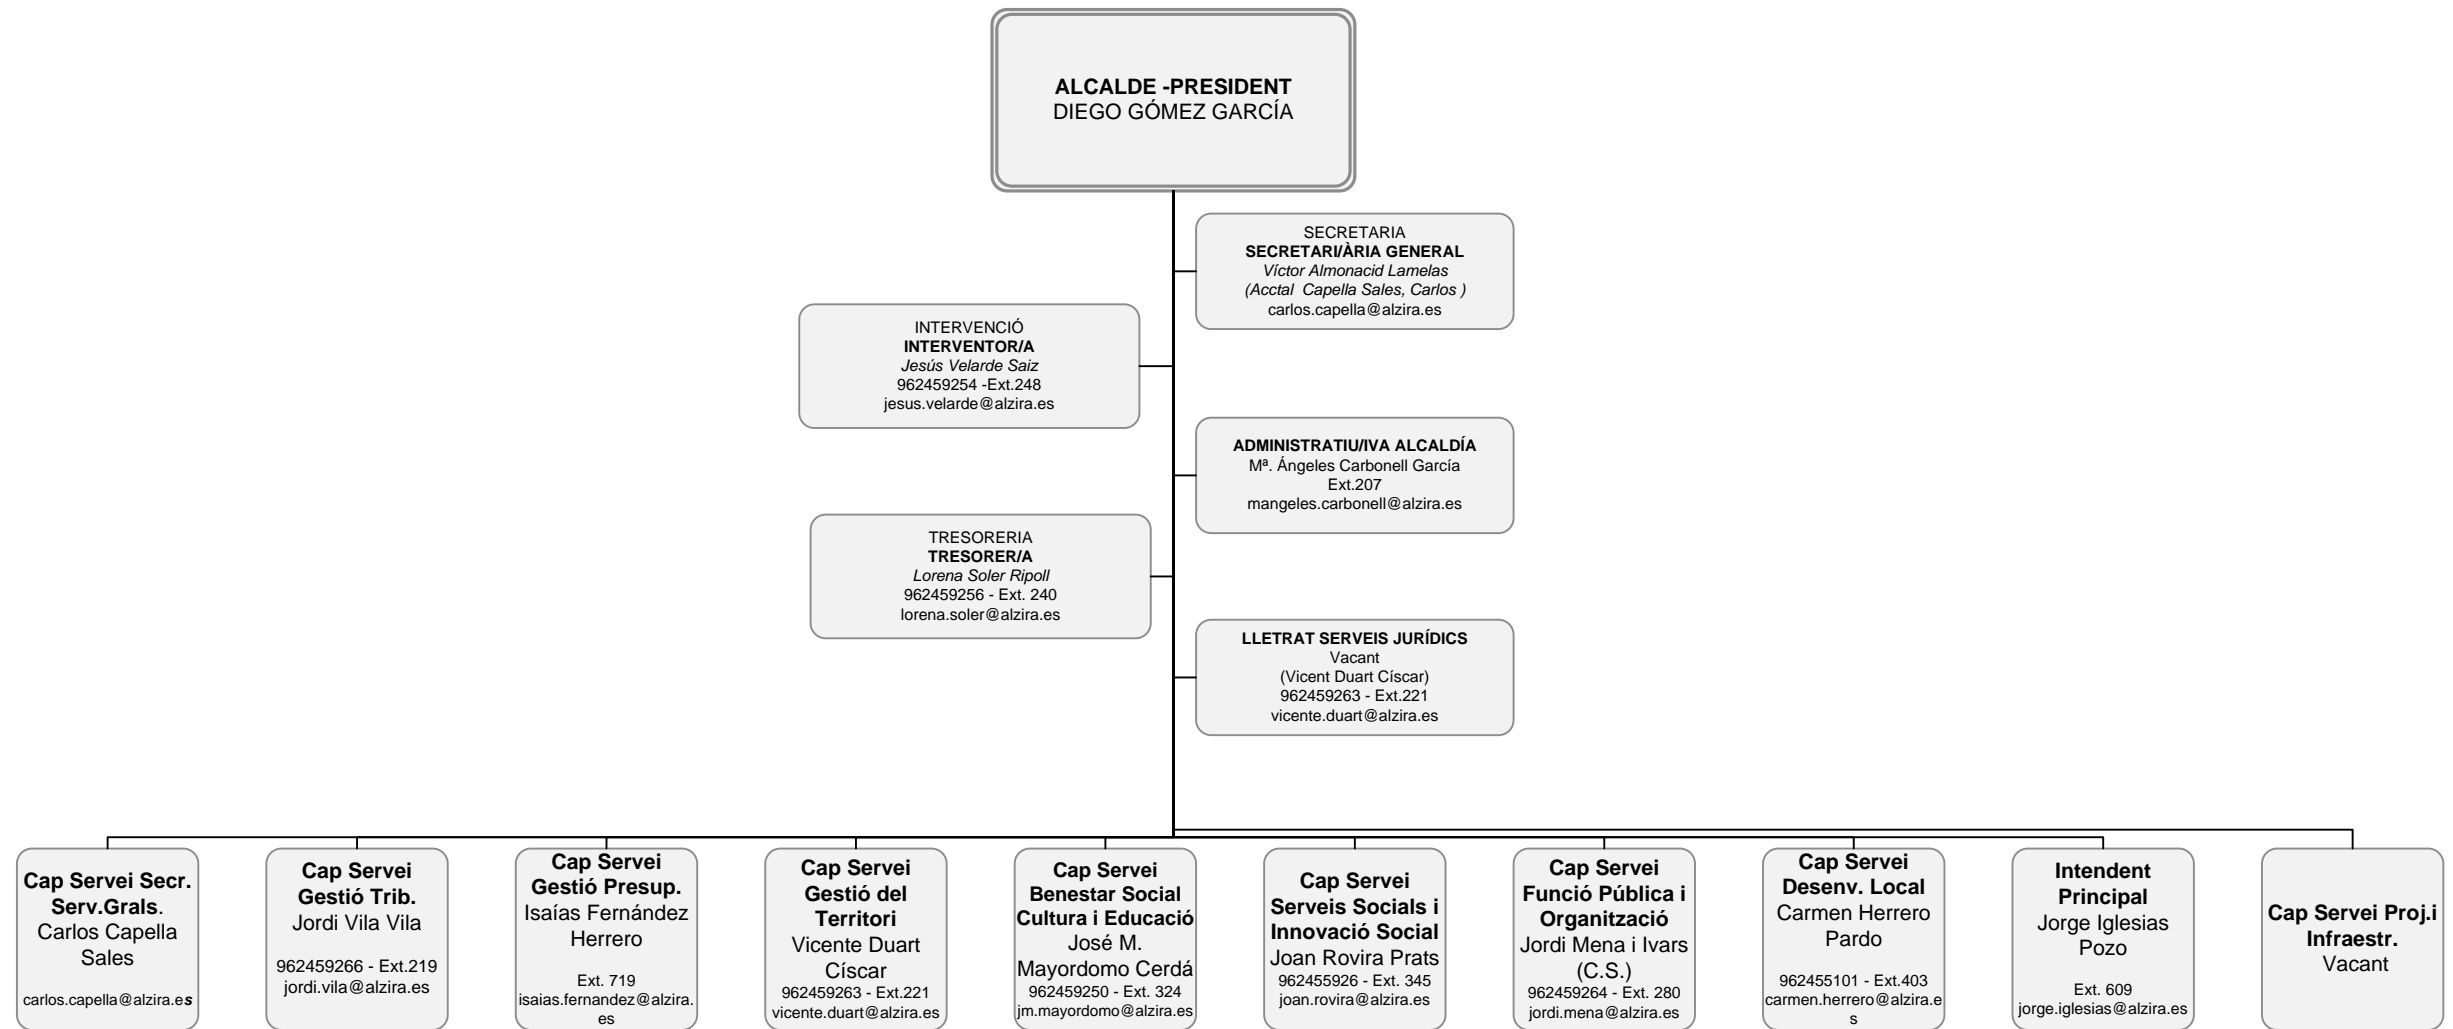 ALCALDE -PRESIDENT
DIEGO GÓMEZ GARCÍA
SECRETARIA
SECRETARI/ÀRIA GENERAL
Víctor Almonacid Lamelas
(Acctal  Capella Sales, Carlos )
carlos.capella@alzira.es
INTERVENCIÓ
INTERVENTOR/A
Jesús Velarde Saiz
962459254 -Ext.248
jesus.velarde@alzira.es
ADMINISTRATIU/IVA ALCALDÍA
Mª. Ángeles Carbonell García
Ext.207
mangeles.carbonell@alzira.es
TRESORERIA
TRESORER/A
Lorena Soler Ripoll
962459256 - Ext. 240
lorena.soler@alzira.es
LLETRAT SERVEIS JURÍDICS
Vacant
(Vicent Duart Císcar)
962459263 - Ext.221
vicente.duart@alzira.es
Cap Servei Secr.
Serv.Grals.
Carlos Capella
Sales
carlos.capella@alzira.es
Cap Servei
Gestió Trib.
Jordi Vila Vila
962459266 - Ext.219
jordi.vila@alzira.es
Cap Servei
Gestió Presup.
Isaías Fernández
Herrero
Ext. 719
isaias.fernandez@alzira.
es
Cap Servei
Gestió del
Territori
Vicente Duart
Císcar
962459263 - Ext.221
vicente.duart@alzira.es
Cap Servei
Benestar Social
Cultura i Educació
José M.
Mayordomo Cerdá
962459250 - Ext. 324
jm.mayordomo@alzira.es
Cap Servei
Serveis Socials i
Innovació Social
Joan Rovira Prats
962455926 - Ext. 345
joan.rovira@alzira.es
Cap Servei
Funció Pública i
Organització
Jordi Mena i Ivars
(C.S.)
962459264 - Ext. 280
jordi.mena@alzira.es
Cap Servei
Desenv. Local
Carmen Herrero
Pardo
962455101 - Ext.403
carmen.herrero@alzira.e
s
Intendent
Principal
Jorge Iglesias
Pozo
Ext. 609
jorge.iglesias@alzira.es
Cap Servei Proj.i
Infraestr.
Vacant